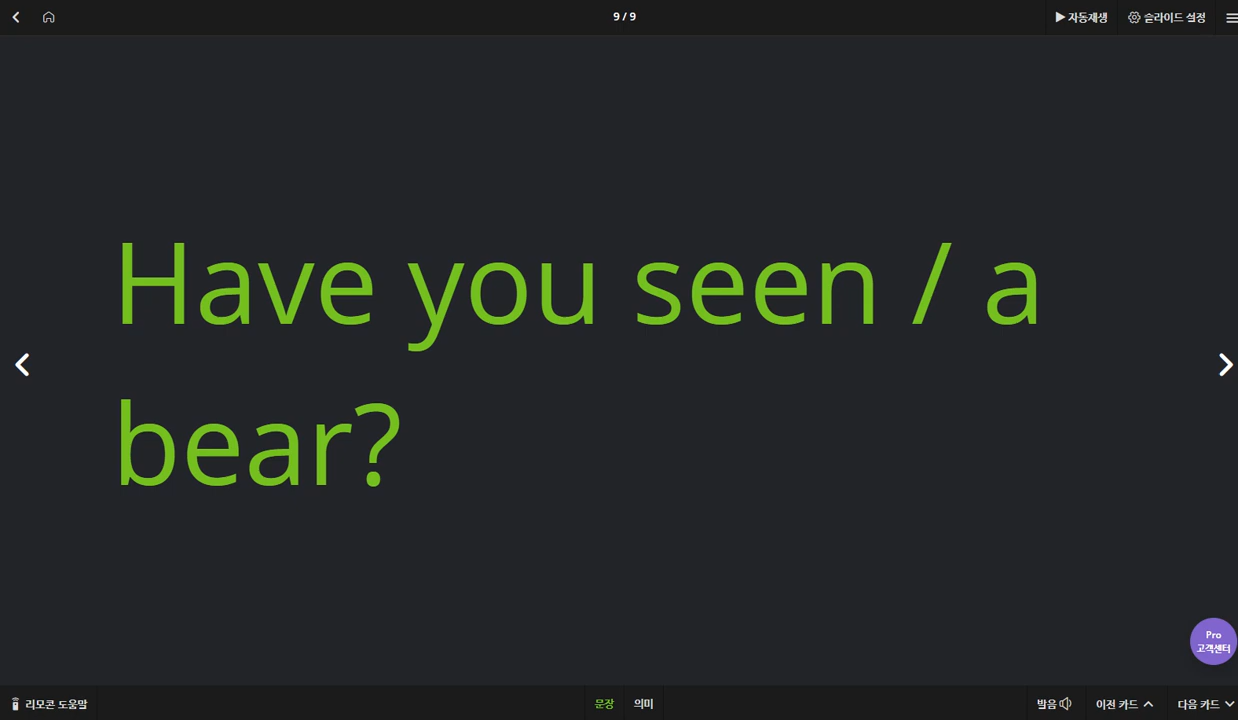 9 / 9
자동재생
슬라이드 설정
Have you seen / a
bear?
Pro
고객센터
리모콘 도움말
문장
의미
발음
이전 카드
다음 카드